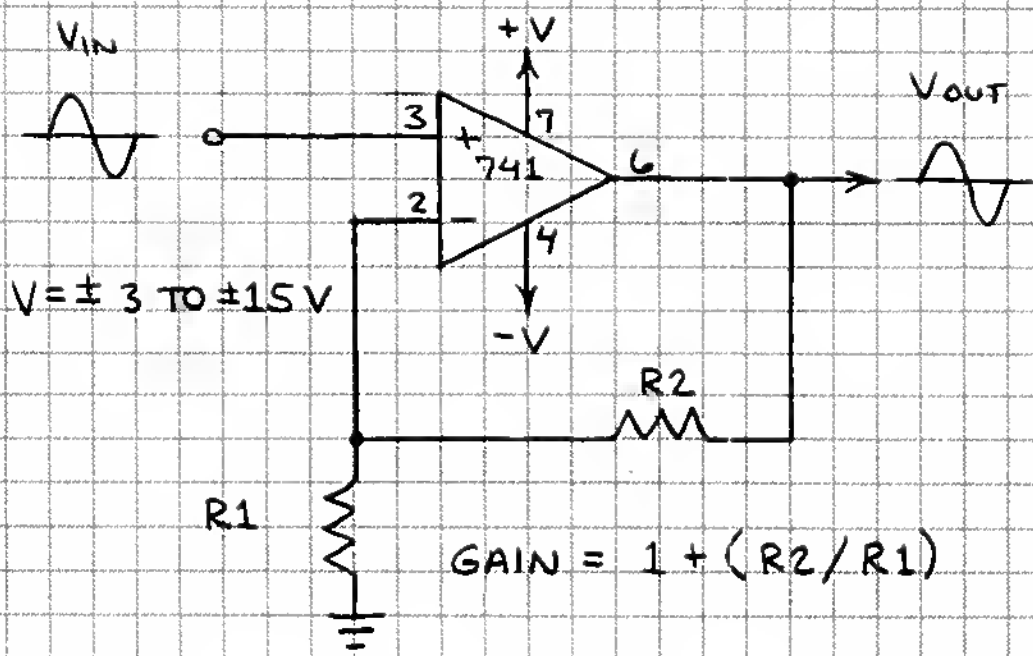 VIN
+V
VOUT
3
+
7
741
6
2
−
4
V = ± 3 TO ±15 V
-V
R2
R1
GAIN = 1 + (R2/R1)